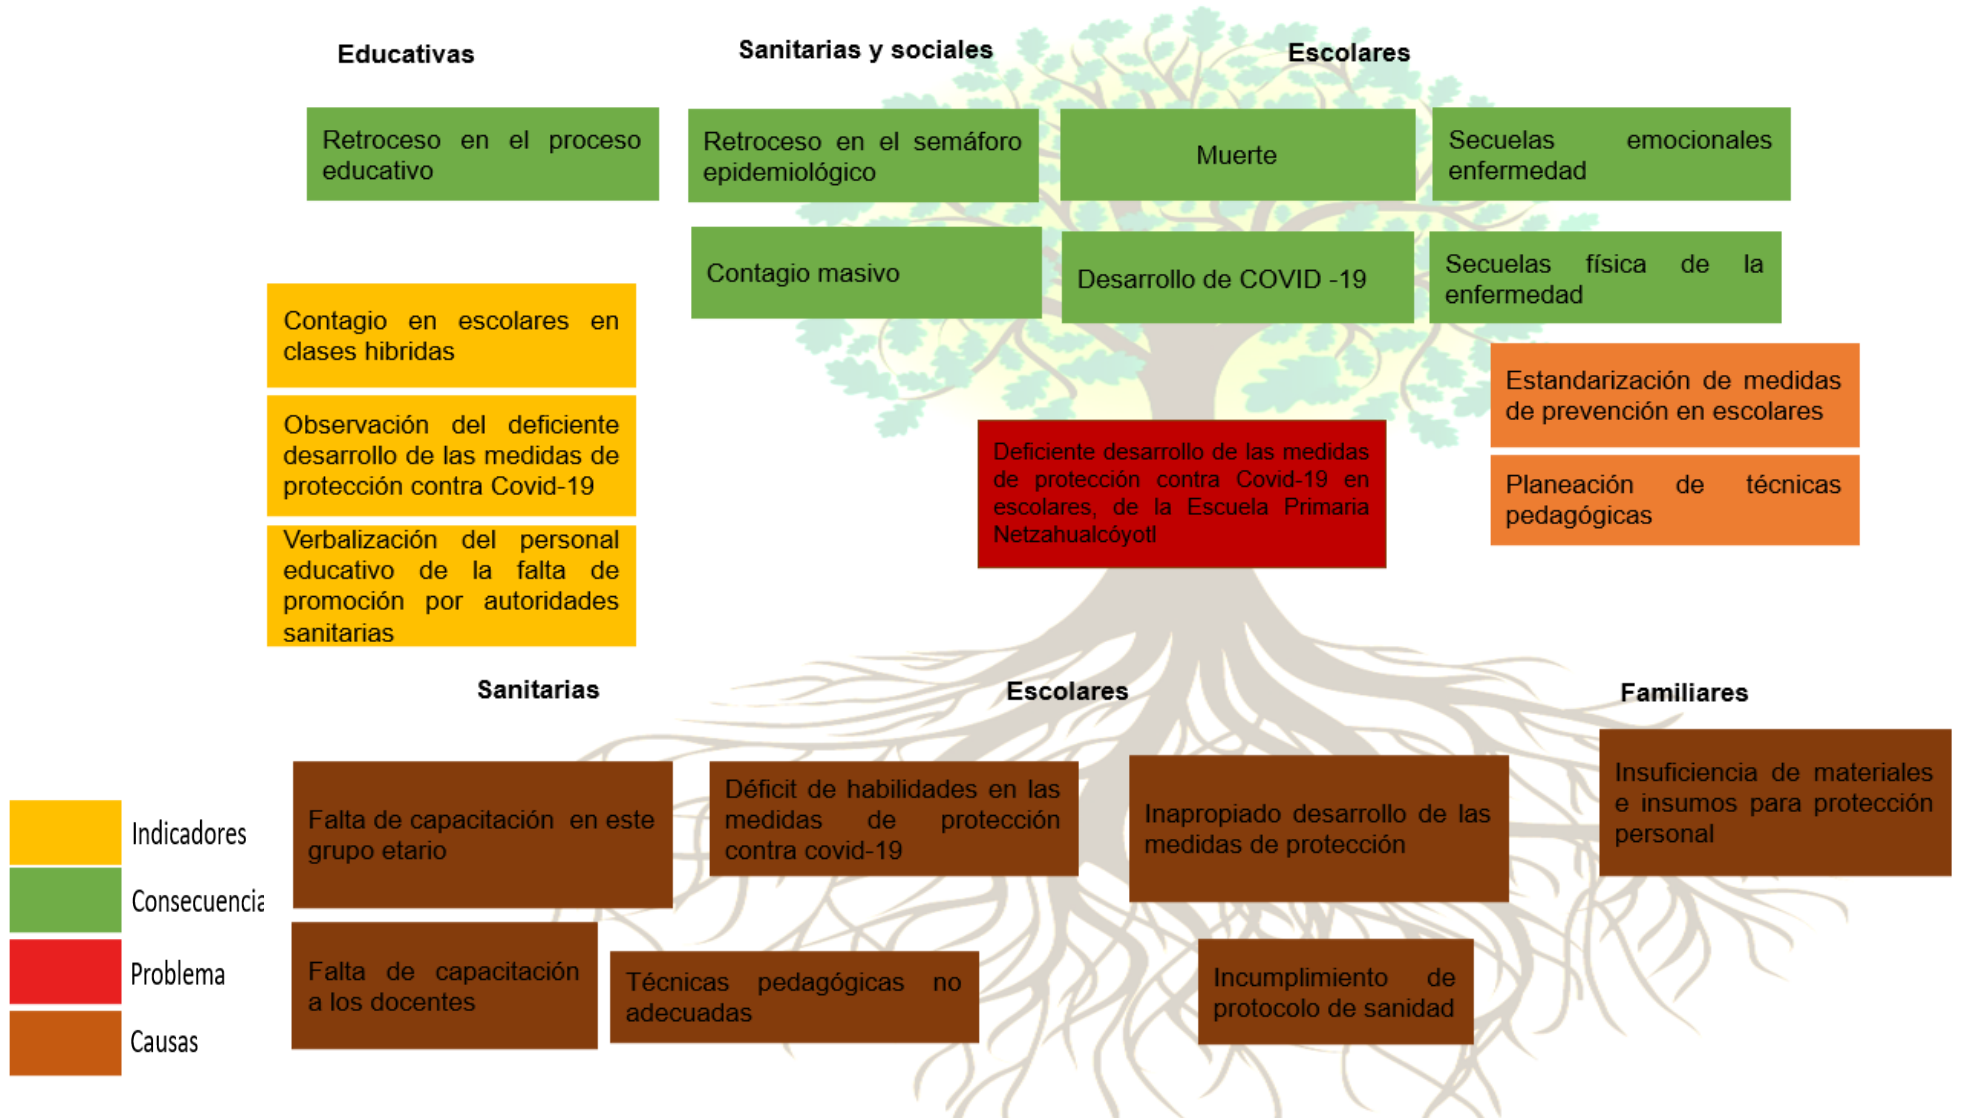 Educativas
Sanitarias y sociales
Escolares
Retroceso en el proceso
educativo
Retroceso en el semáforo
epidemiológico
Muerte
Secuelas emocionales
enfermedad
Contagio masivo
Desarrollo de COVID -19
Secuelas física de la
enfermedad
Contagio en escolares en
clases hibridas
Observación del deficiente
desarrollo de las medidas de
protección contra Covid-19
Verbalización del personal
educativo de la falta de
promoción por autoridades
sanitarias
Deficiente desarrollo de las medidas
de protección contra Covid-19 en
escolares, de la Escuela Primaria
Netzahualcóyotl
Estandarización de medidas
de prevención en escolares
Planeación de técnicas
pedagógicas
Sanitarias
Escolares
Familiares
Falta de capacitación en este
grupo etario
Déficit de habilidades en las
medidas de protección
contra covid-19
Inapropiado desarrollo de las
medidas de protección
Insuficiencia de materiales
e insumos para protección
personal
Falta de capacitación
a los docentes
Técnicas pedagógicas no
adecuadas
Incumplimiento de
protocolo de sanidad
Indicadores
Consecuencia
Problema
Causas